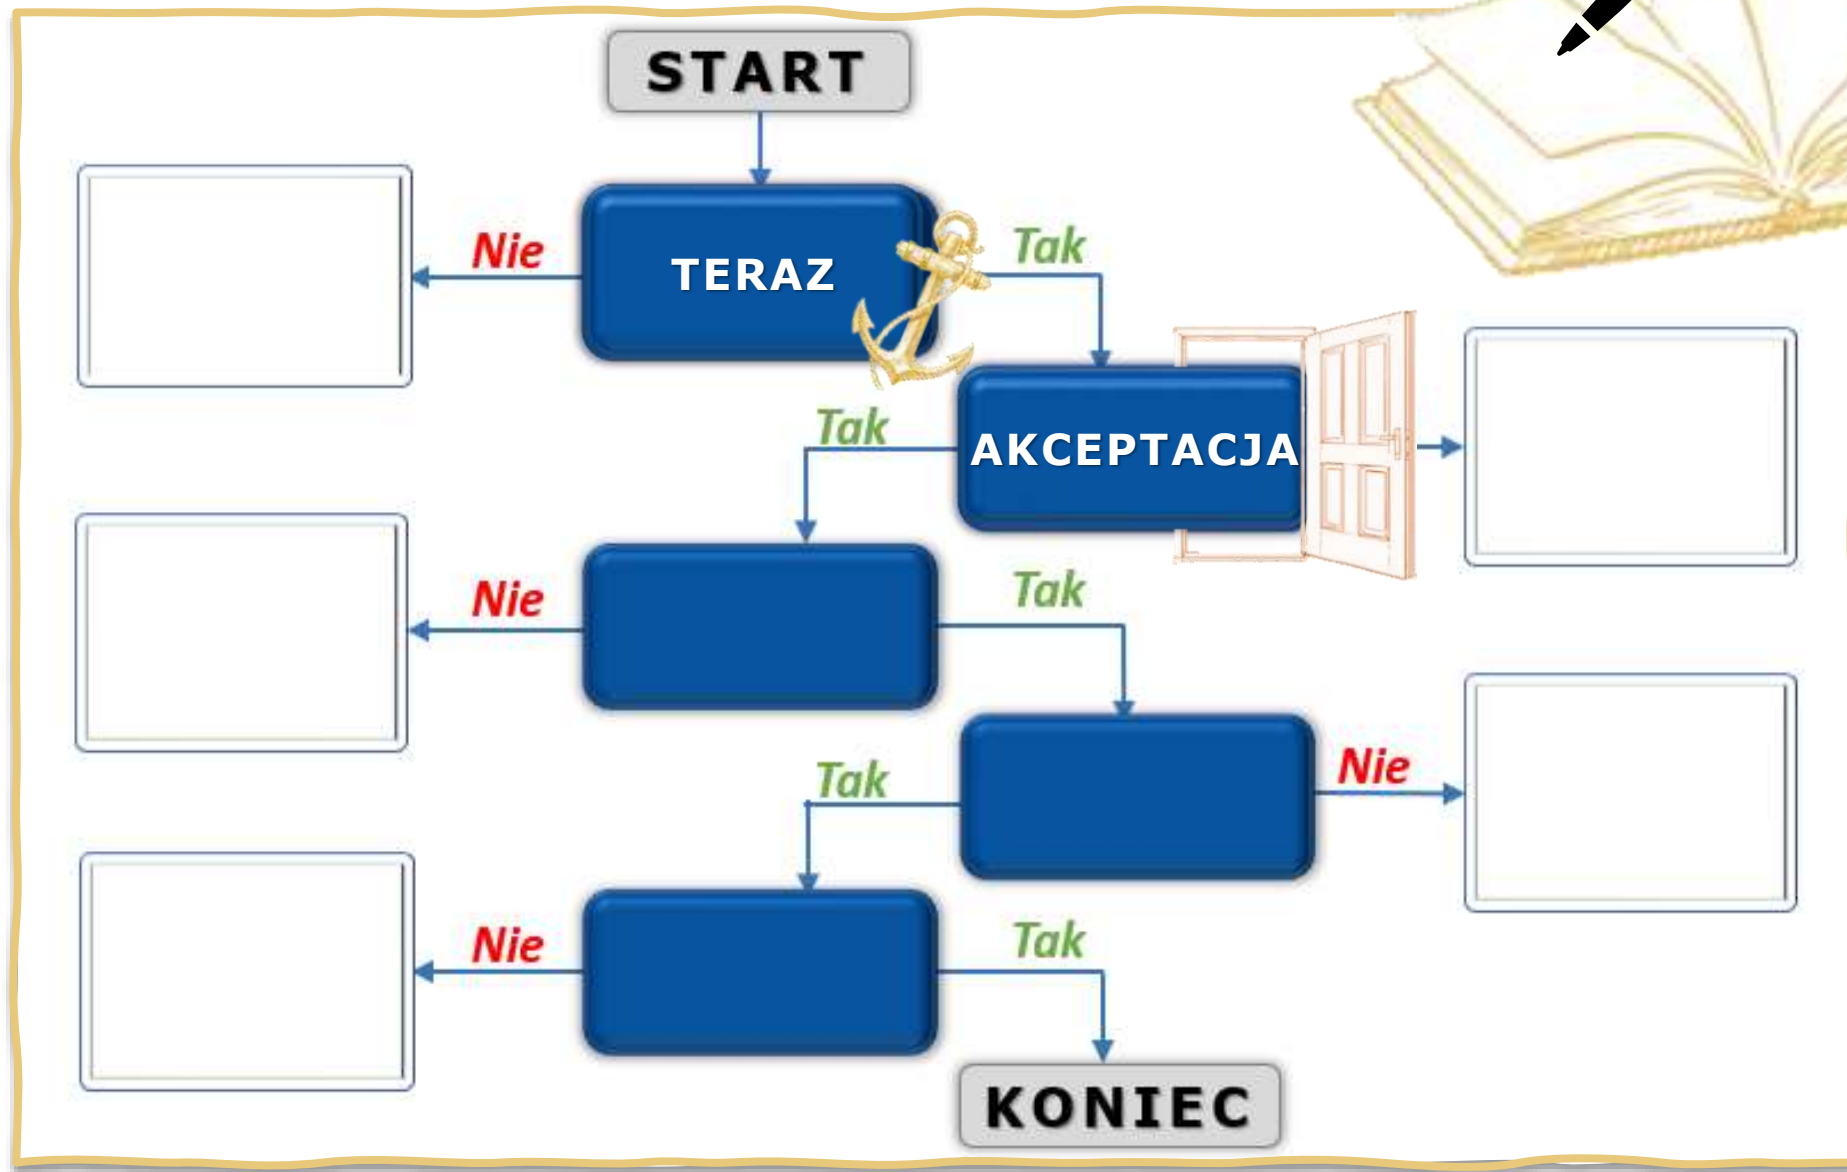 START
Nie
TERAZ
Tak
Tak
AKCEPTACJA
Nie
Tak
Tak
Nie
Nie
Tak
KONIEC